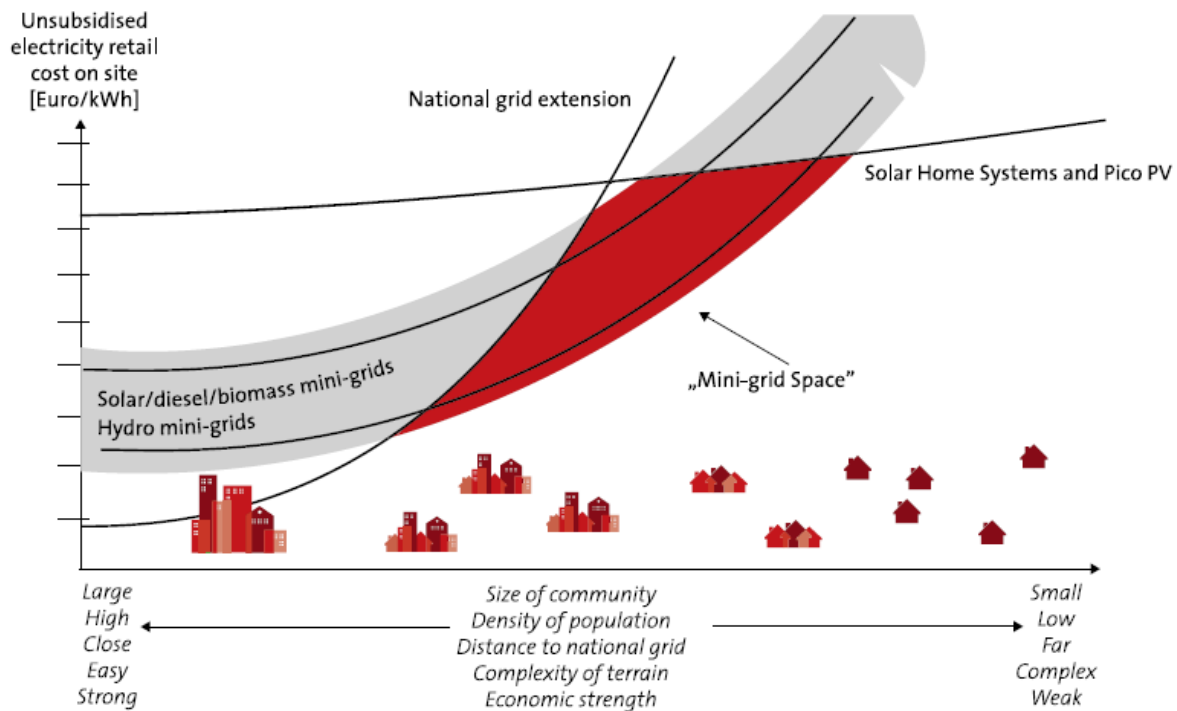 Unsubsidised
electricity retail
cost on site
[Euro/kWh]
National grid extension
Solar Home Systems and Pico PV
„Mini-grid Space”
Solar/diesel/biomass mini-grids
Hydro mini-grids
Large
High
Close
Easy
Strong
Size of community
Density of population
Distance to national grid
Complexity of terrain
Economic strength
Small
Low
Far
Complex
Weak